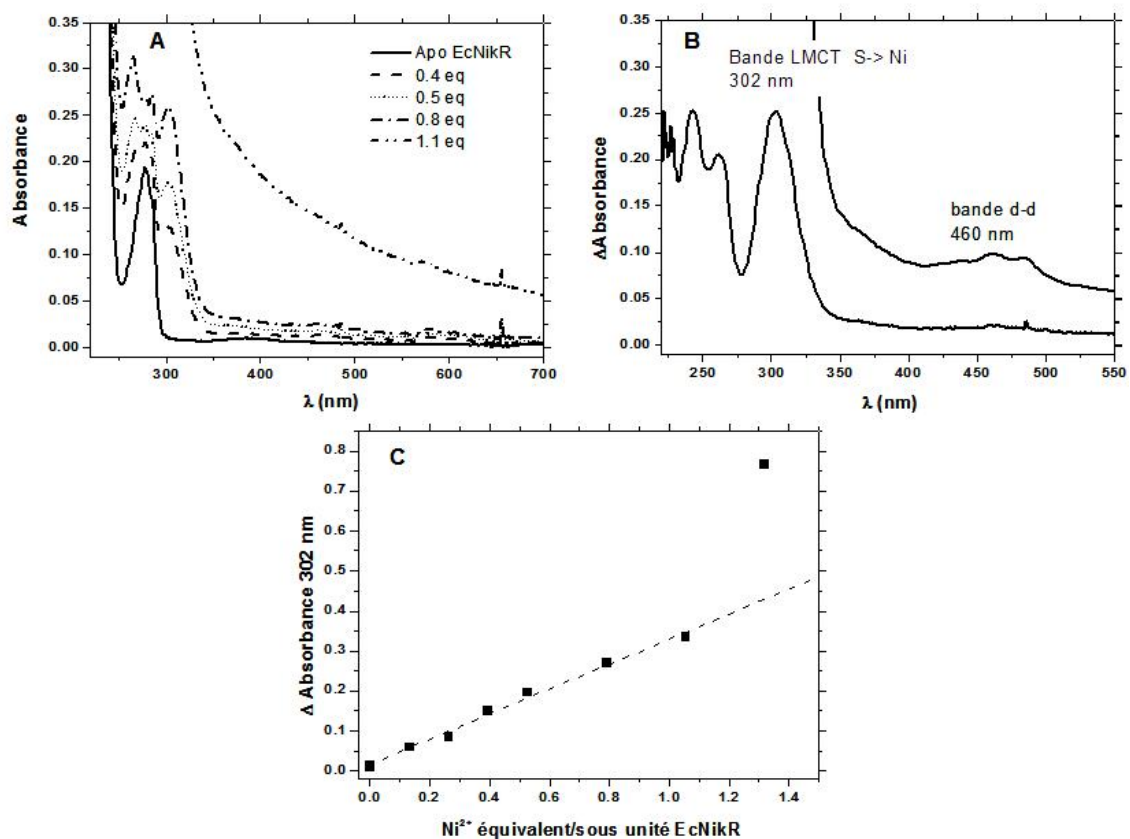 A
Absorbance
0.35
0.30
0.25
0.20
0.15
0.10
0.05
0.00
Apo EcNikR
0.4 eq
0.5 eq
0.8 eq
1.1 eq
300 400 500 600 700
λ (nm)
B
ΔAbsorbance
0.35
0.30
0.25
0.20
0.15
0.10
0.05
0.00
Bande LMCT S-> Ni
302 nm
bande d-d
460 nm
250 300 350 400 450 500 550
λ (nm)
C
Δ Absorbance 302 nm
0.8
0.7
0.6
0.5
0.4
0.3
0.2
0.1
0.0
0.0 0.2 0.4 0.6 0.8 1.0 1.2 1.4
Ni²⁺ équivalent/sous unité EcNikR